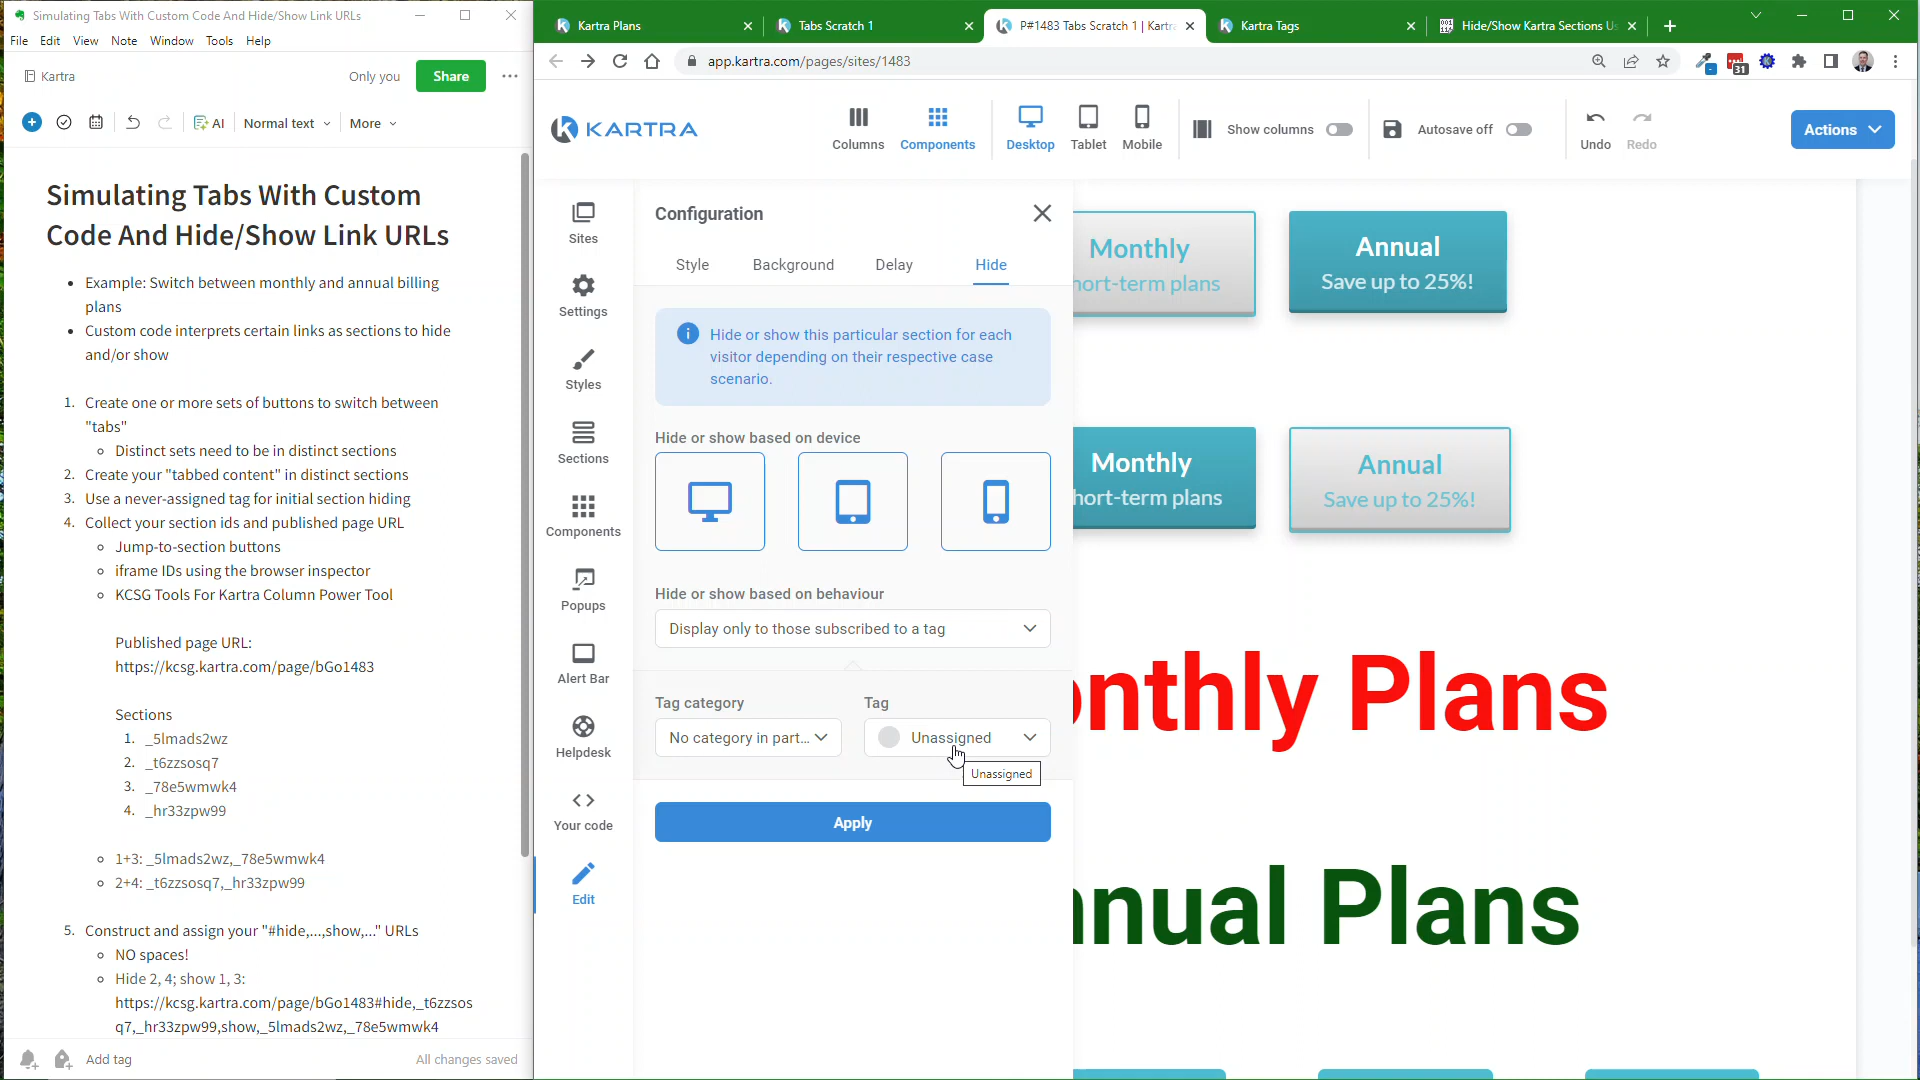 Simulating Tabs With Custom Code And Hide/Show Link URLs
File Edit View Note Window Tools Help
Kartra
Only you
Share
AI
Normal text
More
Simulating Tabs With Custom
Code And Hide/Show Link URLs
• Example: Switch between monthly and annual billing
plans
• Custom code interprets certain links as sections to hide
and/or show
1. Create one or more sets of buttons to switch between
"tabs"
Distinct sets need to be in distinct sections
2. Create your "tabbed content" in distinct sections
3. Use a never-assigned tag for initial section hiding
4. Collect your section ids and published page URL
Jump-to-section buttons
iframe IDs using the browser inspector
KCSG Tools For Kartra Column Power Tool
Published page URL:
https://kcsg.kartra.com/page/bGo1483
Sections
1. _5lmads2wz
2. _t6zzsosq7
3. _78e5wmwk4
4. _hr33zpw99
1+3: _5lmads2wz,_78e5wmwk4
2+4: _t6zzsosq7,_hr33zpw99
5. Construct and assign your "#hide,...,show,..." URLs
NO spaces!
Hide 2, 4; show 1, 3:
https://kcsg.kartra.com/page/bGo1483#hide,_t6zzsos
q7,_hr33zpw99,show,_5lmads2wz,_78e5wmwk4
Add tag
All changes saved
Kartra Plans
Tabs Scratch 1
P#1483 Tabs Scratch 1 | Kartra
Kartra Tags
Hide/Show Kartra Sections Us
app.kartra.com/pages/sites/1483
31
KARTRA
Columns
Components
Desktop
Tablet
Mobile
Show columns
Autosave off
Undo
Redo
Actions
Sites
Settings
Styles
Sections
Components
Popups
Alert Bar
Helpdesk
Your code
Edit
Configuration
Style
Background
Delay
Hide
Hide or show this particular section for each
visitor depending on their respective case
scenario.
Hide or show based on device
Hide or show based on behaviour
Display only to those subscribed to a tag
Tag category
Tag
No category in part...
Unassigned
Unassigned
Apply
Monthly
hort-term plans
Annual
Save up to 25%!
Monthly
hort-term plans
Annual
Save up to 25%!
onthly Plans
nnual Plans